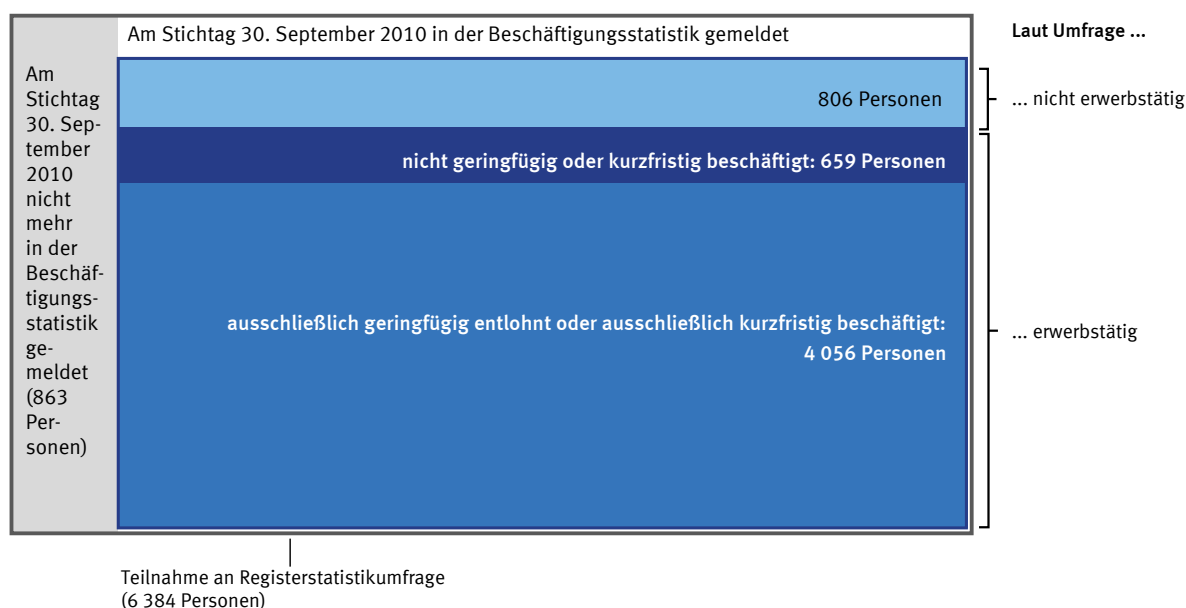 Am Stichtag 30. September 2010 in der Beschäftigungsstatistik gemeldet
Laut Umfrage ...
Am
Stichtag
30. Sep-
tember
2010
nicht
mehr
in der
Beschäf-
tigungs-
statistik
ge-
meldet
(863
Per-
sonen)
806 Personen
... nicht erwerbstätig
nicht geringfügig oder kurzfristig beschäftigt: 659 Personen
ausschließlich geringfügig entlohnt oder ausschließlich kurzfristig beschäftigt:
4 056 Personen
... erwerbstätig
Teilnahme an Registerstatistikumfrage
(6 384 Personen)